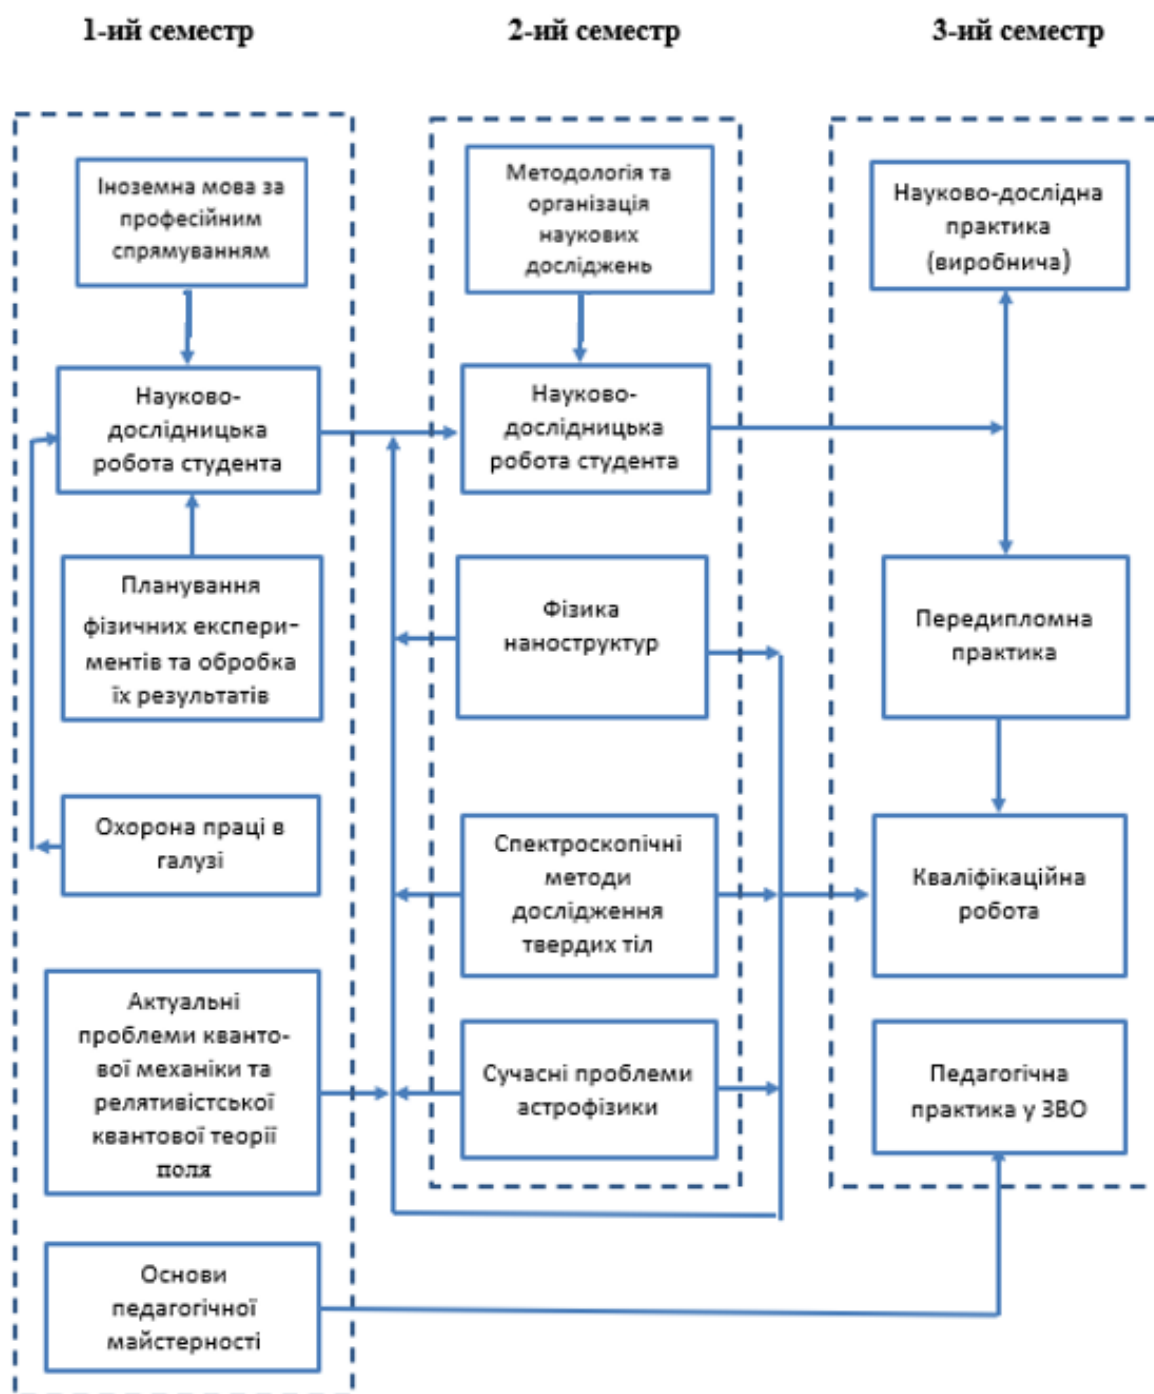 1-ий семестр
2-ий семестр
3-ий семестр
Іноземна мова за
професійним
спрямуванням
Науково-
дослідницька
робота студента
Планування
фізичних експери-
ментів та обробка
їх результатів
Охорона праці в
галузі
Актуальні
проблеми кванто-
вої механіки та
релятивістської
квантової теорії
поля
Основи
педагогічної
майстерності
Методологія та
організація
наукових
досліджень
Науково-
дослідницька
робота студента
Фізика
наноструктур
Спектроскопічні
методи
дослідження
твердих тіл
Сучасні проблеми
астрофізики
Науково-дослідна
практика
(виробнича)
Передипломна
практика
Кваліфікаційна
робота
Педагогічна
практика у ЗВО